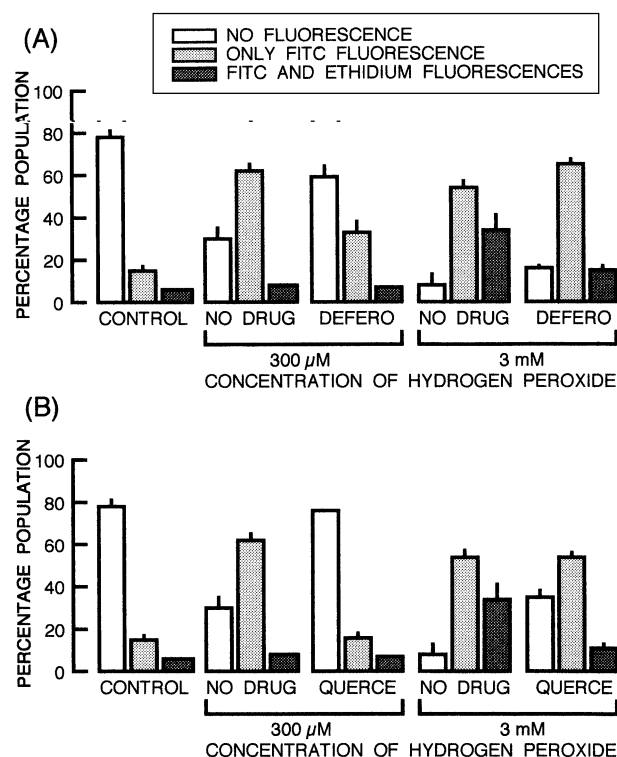 (A)
NO FLUORESCENCE
ONLY FITC FLUORESCENCE
FITC AND ETHIDIUM FLUORESCENCES
PERCENTAGE POPULATION
100
80
60
40
20
0
CONTROL
NO DRUG
DEFERO
NO DRUG
DEFERO
300 µM
3 mM
CONCENTRATION OF HYDROGEN PEROXIDE
(B)
PERCENTAGE POPULATION
100
80
60
40
20
0
CONTROL
NO DRUG
QUERCE
NO DRUG
QUERCE
300 µM
3 mM
CONCENTRATION OF HYDROGEN PEROXIDE